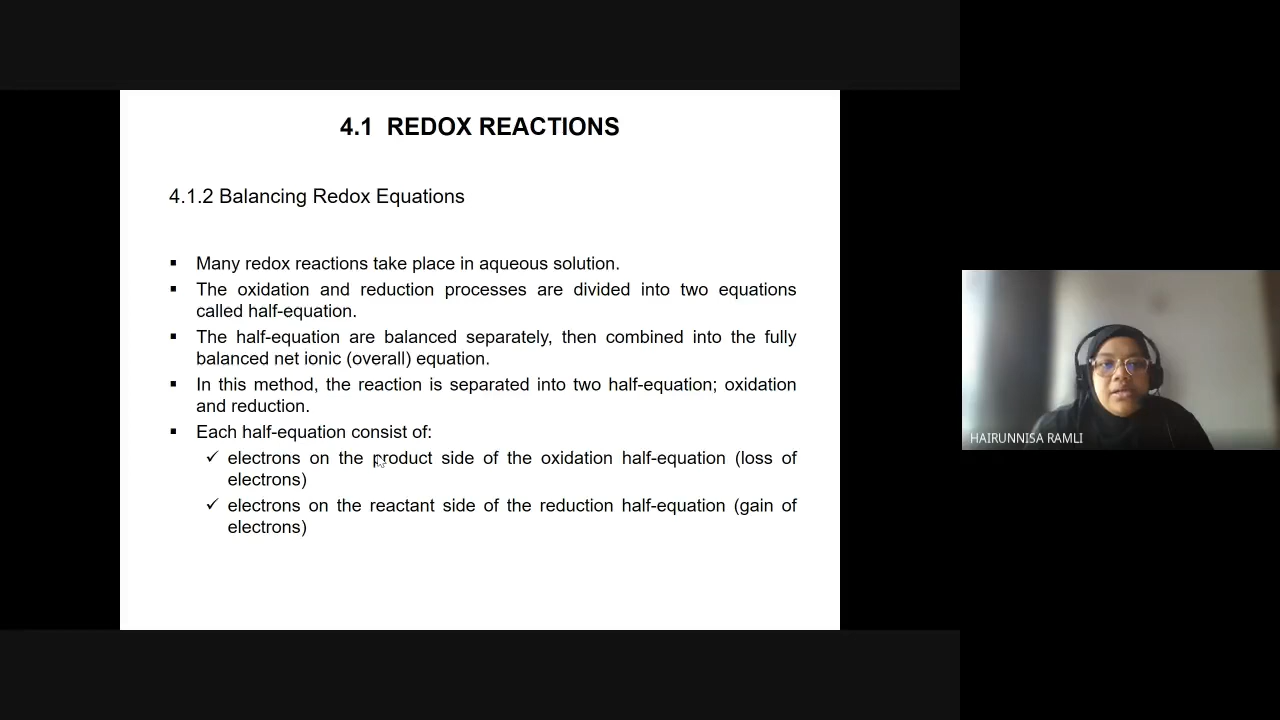 4.1 REDOX REACTIONS
4.1.2 Balancing Redox Equations
▪ Many redox reactions take place in aqueous solution.
▪ The oxidation and reduction processes are divided into two equations
called half-equation.
▪ The half-equation are balanced separately, then combined into the fully
balanced net ionic (overall) equation.
▪ In this method, the reaction is separated into two half-equation; oxidation
and reduction.
▪ Each half-equation consist of:
✓ electrons on the product side of the oxidation half-equation (loss of
electrons)
✓ electrons on the reactant side of the reduction half-equation (gain of
electrons)
HAIRUNNISA RAMLI